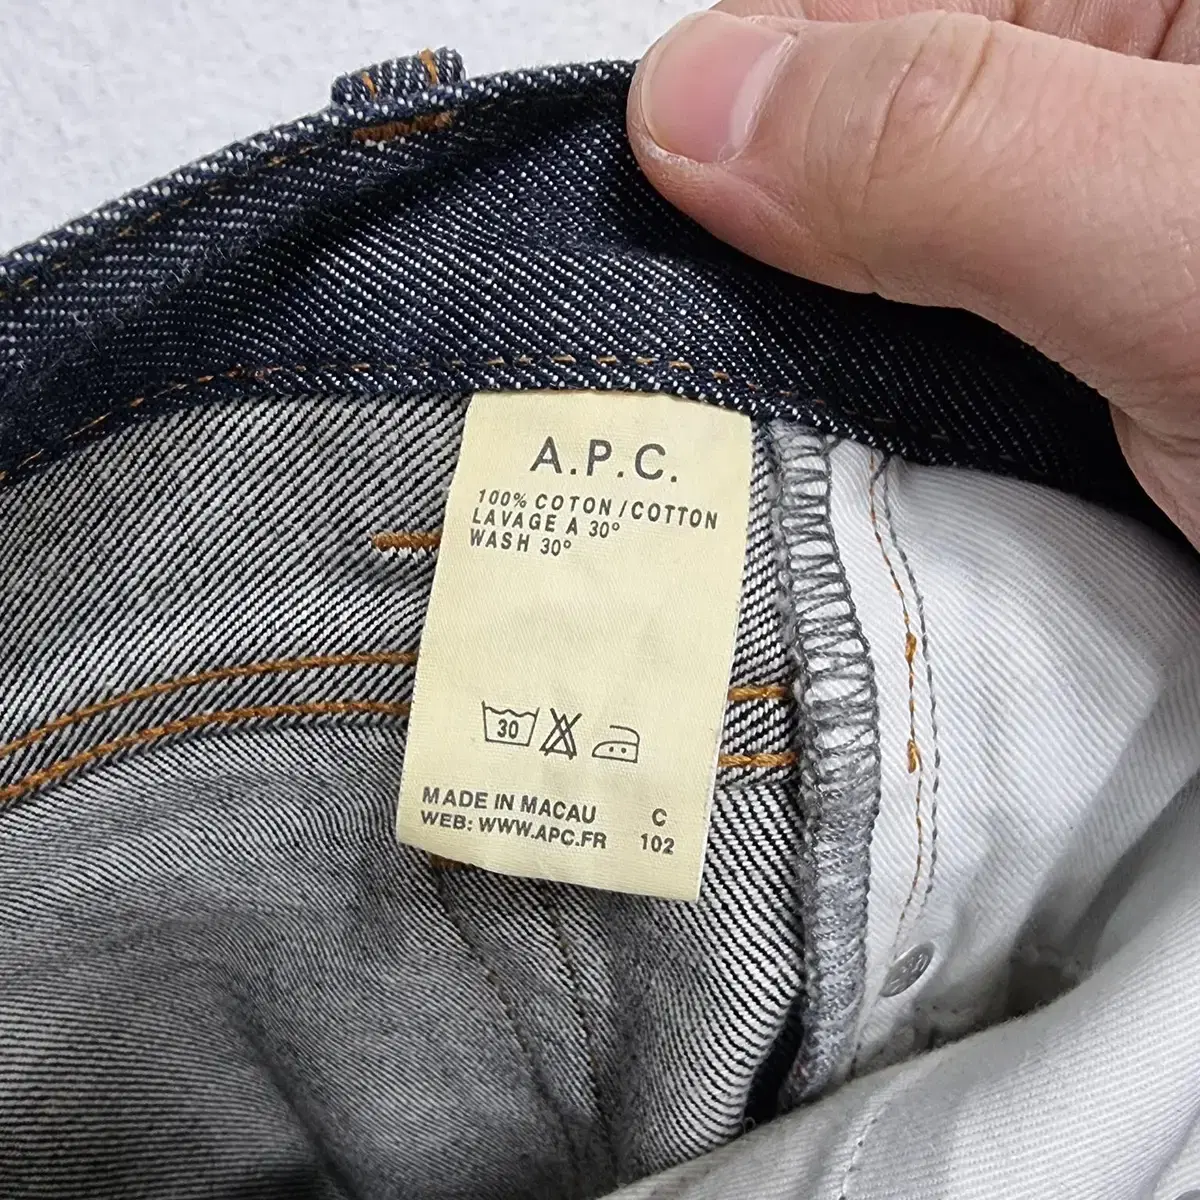 A.P.C.
100% COTON / COTTON
LAVAGE A 30°
WASH 30°
30
MADE IN MACAU C
WEB: WWW.APC.FR 102